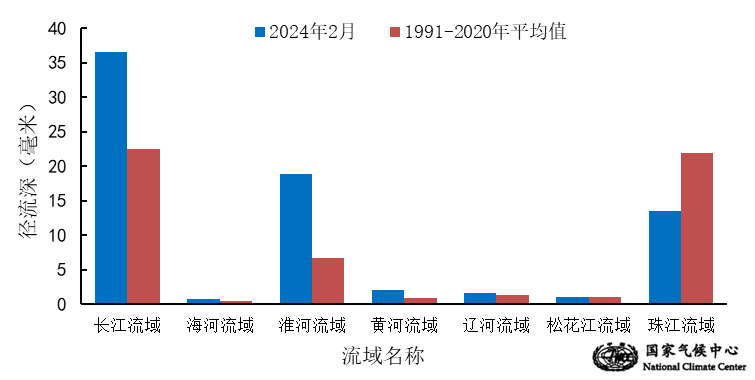 2024年2月 1991-2020年平均值
径流深（毫米）
40
35
30
25
20
15
10
5
0
长江流域 海河流域 淮河流域 黄河流域 辽河流域 松花江流域 珠江流域
流域名称
国家气候中心
National Climate Center